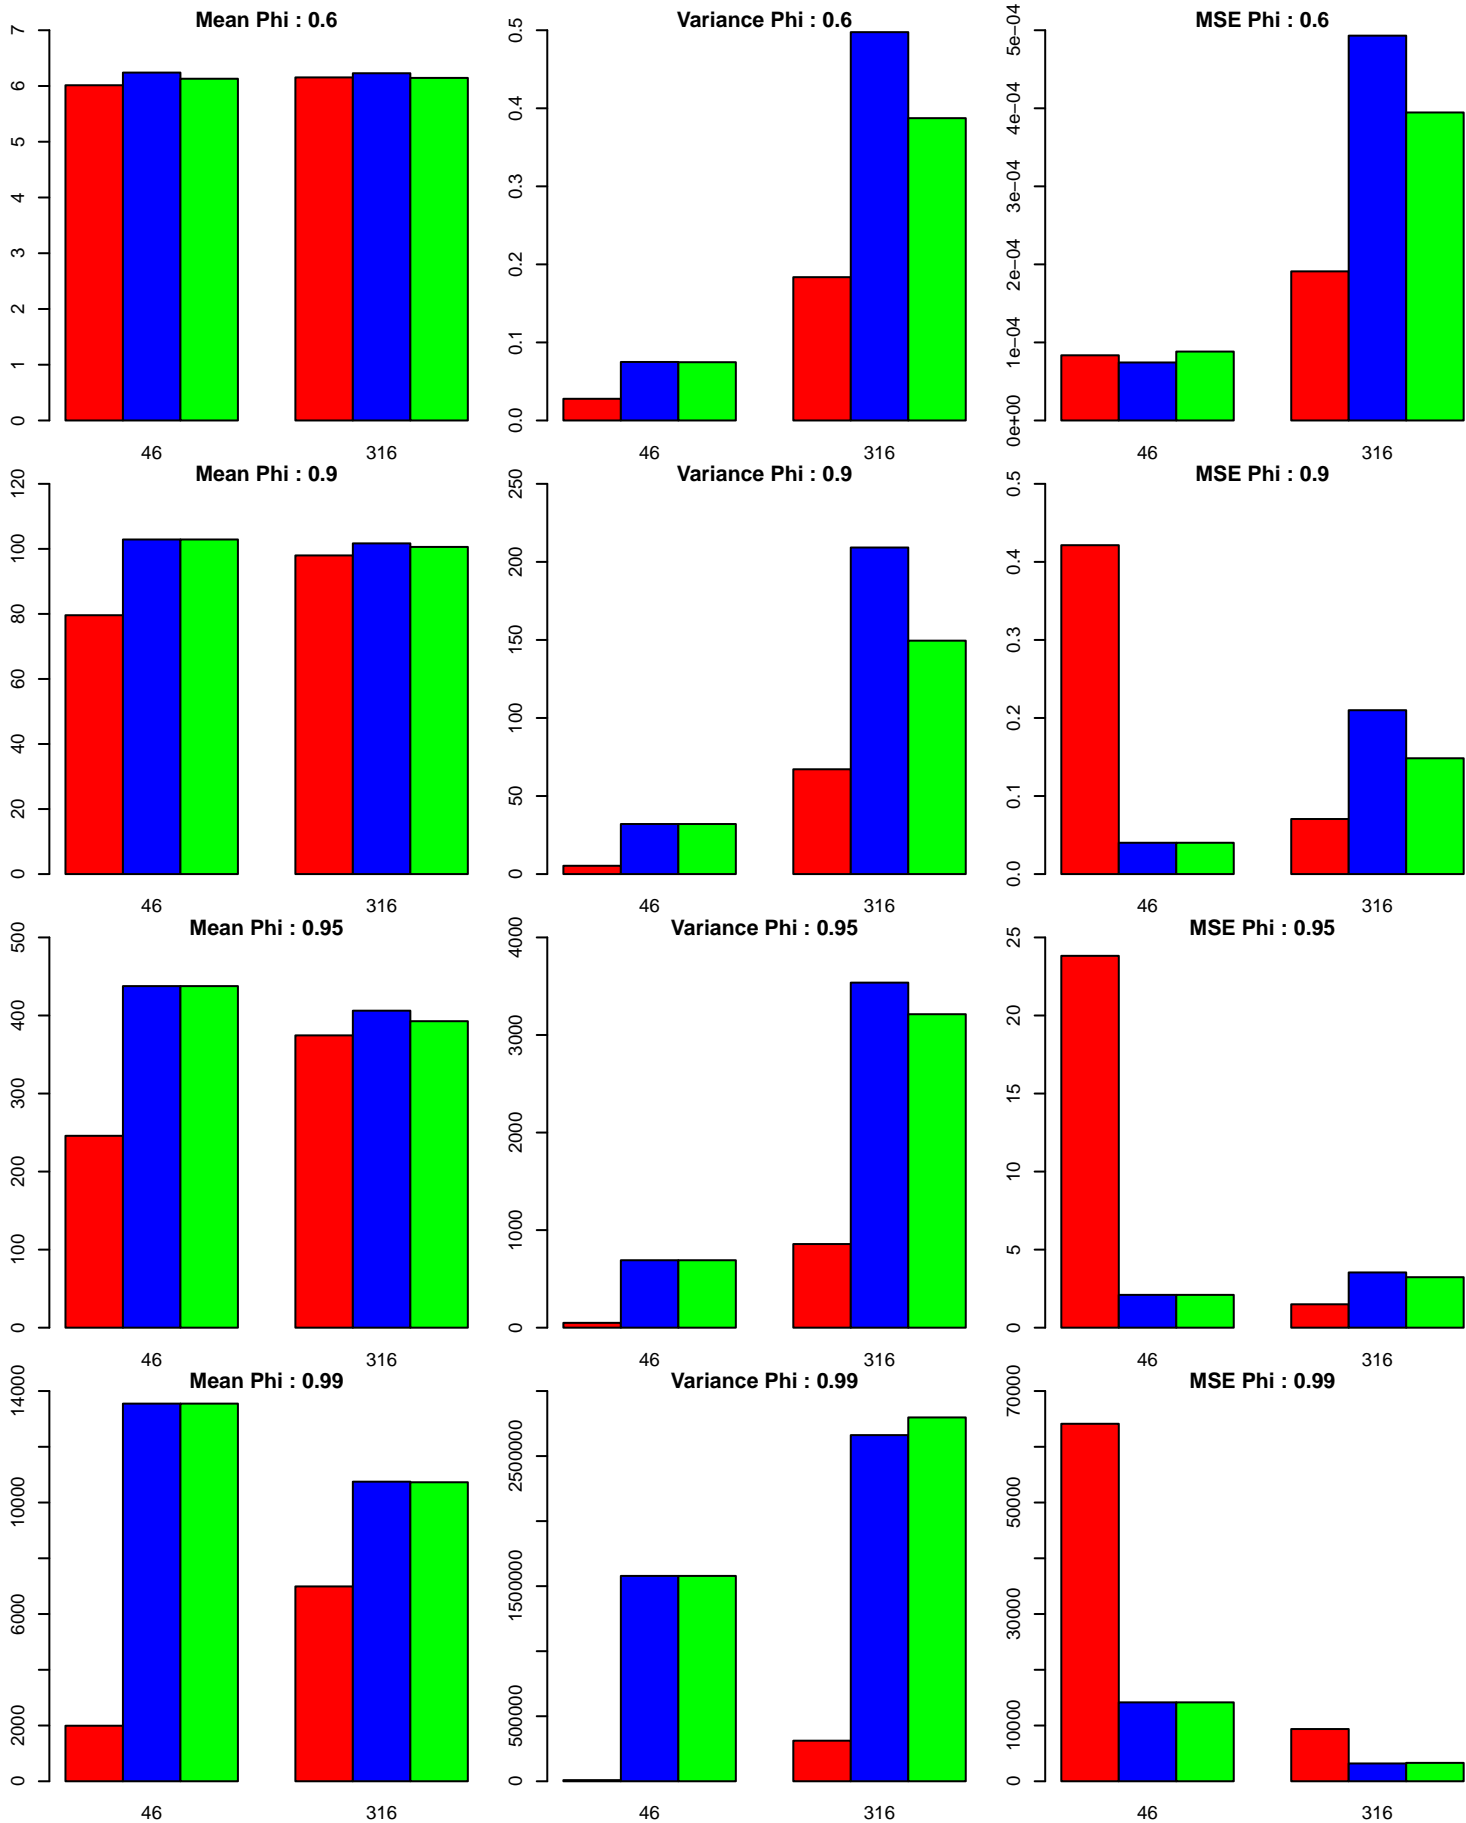 Mean Phi : 0.6
0 1 2 3 4 5 6 7
46 316
Variance Phi : 0.6
0.0 0.1 0.2 0.3 0.4 0.5
46 316
MSE Phi : 0.6
0e+00 1e−04 2e−04 3e−04 4e−04 5e−04
46 316
Mean Phi : 0.9
0 20 40 60 80 100 120
46 316
Variance Phi : 0.9
0 50 100 150 200 250
46 316
MSE Phi : 0.9
0.0 0.1 0.2 0.3 0.4 0.5
46 316
Mean Phi : 0.95
0 100 200 300 400 500
46 316
Variance Phi : 0.95
0 1000 2000 3000 4000
46 316
MSE Phi : 0.95
0 5 10 15 20 25
46 316
Mean Phi : 0.99
0 2000 6000 10000 14000
46 316
Variance Phi : 0.99
0 500000 1500000 2500000
46 316
MSE Phi : 0.99
0 10000 30000 50000 70000
46 316